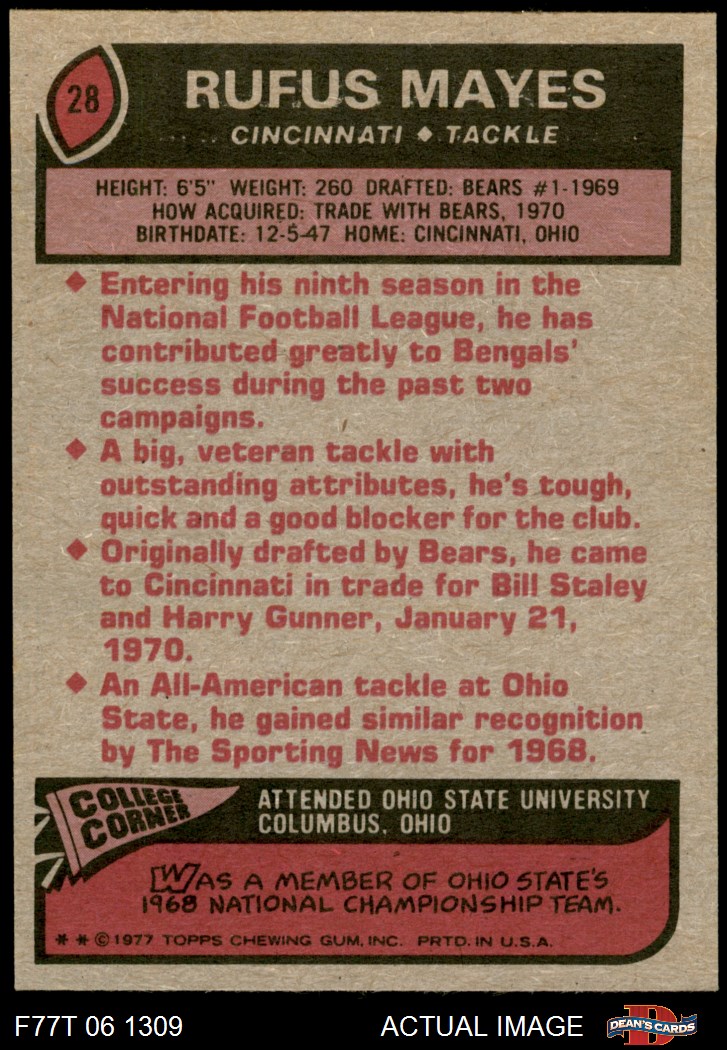 28
RUFUS MAYES
CINCINNATI ◆ TACKLE
HEIGHT: 6'5" WEIGHT: 260 DRAFTED: BEARS #1-1969
HOW ACQUIRED: TRADE WITH BEARS, 1970
BIRTHDATE: 12-5-47 HOME: CINCINNATI, OHIO
◆ Entering his ninth season in the
National Football League, he has
contributed greatly to Bengals'
success during the past two
campaigns.
◆ A big, veteran tackle with
outstanding attributes, he's tough,
quick and a good blocker for the club.
◆ Originally drafted by Bears, he came
to Cincinnati in trade for Bill Staley
and Harry Gunner, January 21,
1970.
◆ An All-American tackle at Ohio
State, he gained similar recognition
by The Sporting News for 1968.
COLLEGE
CORNER
ATTENDED OHIO STATE UNIVERSITY
COLUMBUS, OHIO
WAS A MEMBER OF OHIO STATE'S
1968 NATIONAL CHAMPIONSHIP TEAM.
* * © 1977 TOPPS CHEWING GUM, INC. PRTD. IN U.S.A.
F77T 06 1309
ACTUAL IMAGE
D
DEAN'S CARDS